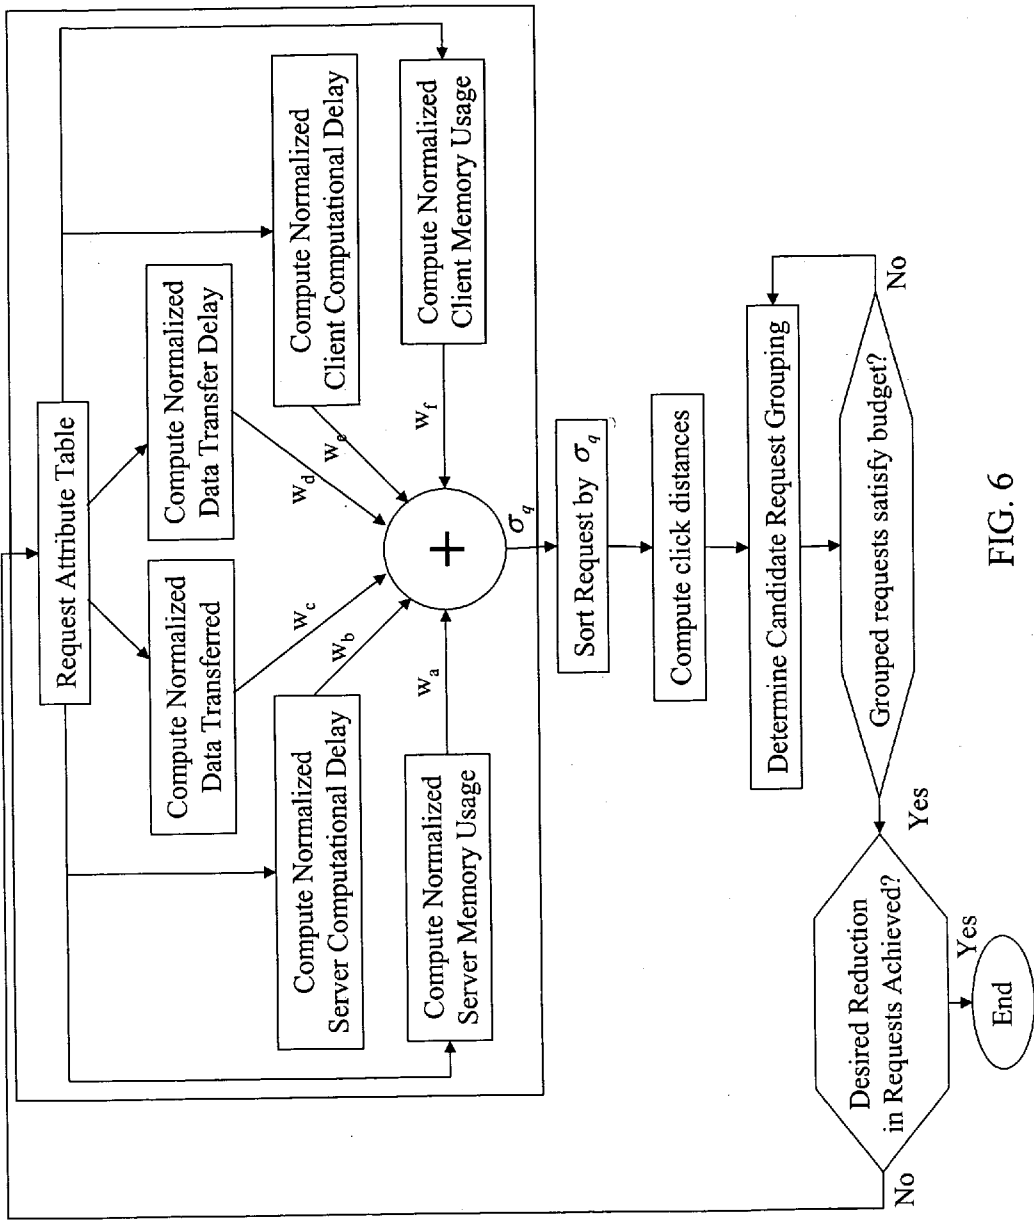 Request Attribute Table
Compute Normalized
Data Transferred
Compute Normalized
Data Transfer Delay
Compute Normalized
Server Computational Delay
Compute Normalized
Client Computational Delay
Compute Normalized
Server Memory Usage
Compute Normalized
Client Memory Usage
w_a
w_b
w_c
w_d
w_e
w_f
+
σ_q
Sort Request by σ_q
Compute click distances
Determine Candidate Request Grouping
Grouped requests satisfy budget?
No
Yes
Desired Reduction
in Requests Achieved?
No
Yes
End
FIG. 6